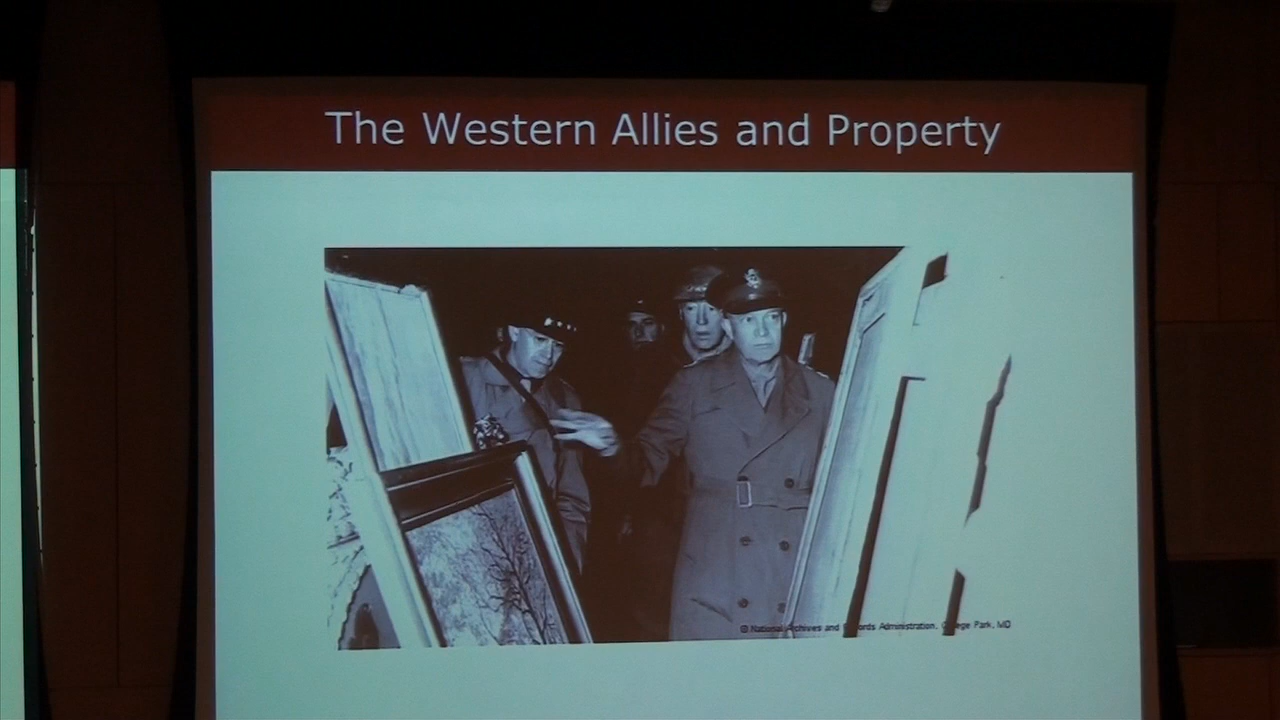 The Western Allies and Property
© National Archives and Records Administration, College Park, MD